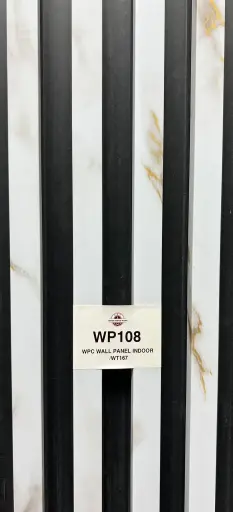 WP108
WPC WALL PANEL INDOOR
/WT167